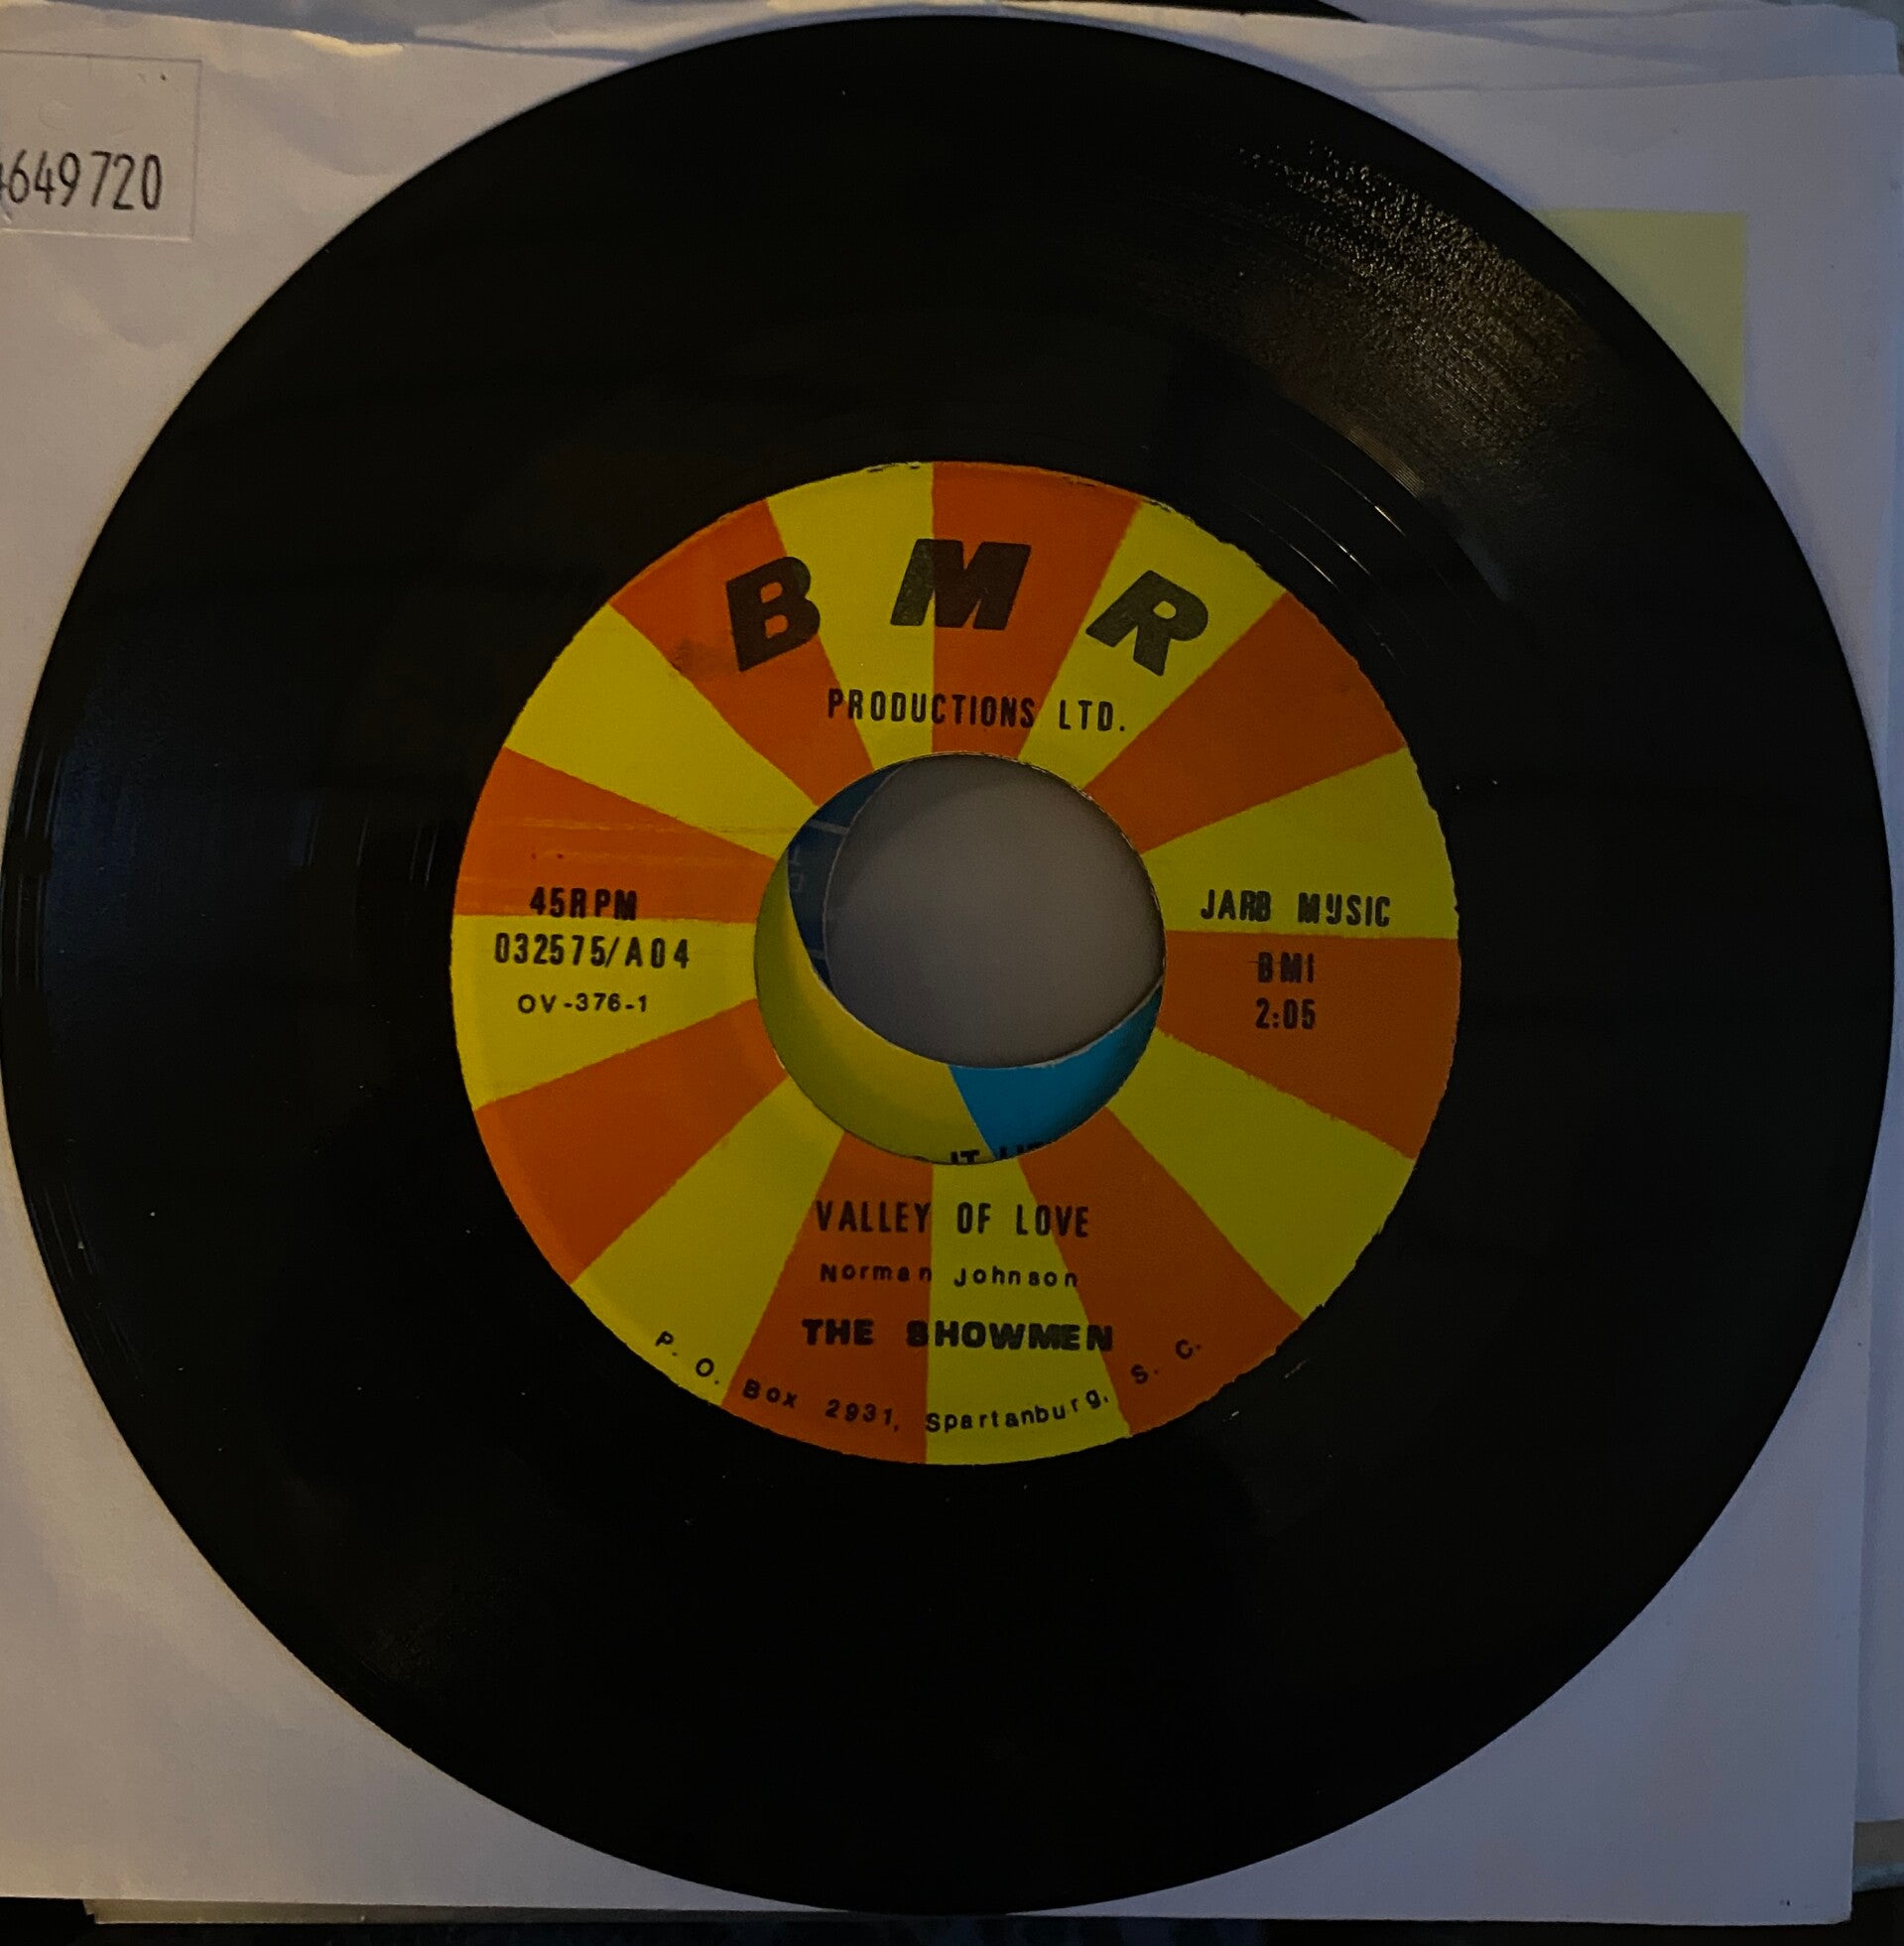 649720
BMR
PRODUCTIONS LTD.
45RPM
032575/A04
OV-376-1
JARB MUSIC
BMI
2:05
IT
VALLEY OF LOVE
Norman Johnson
THE SHOWMEN
P. O. Box 2931, Spartanburg, S. C.